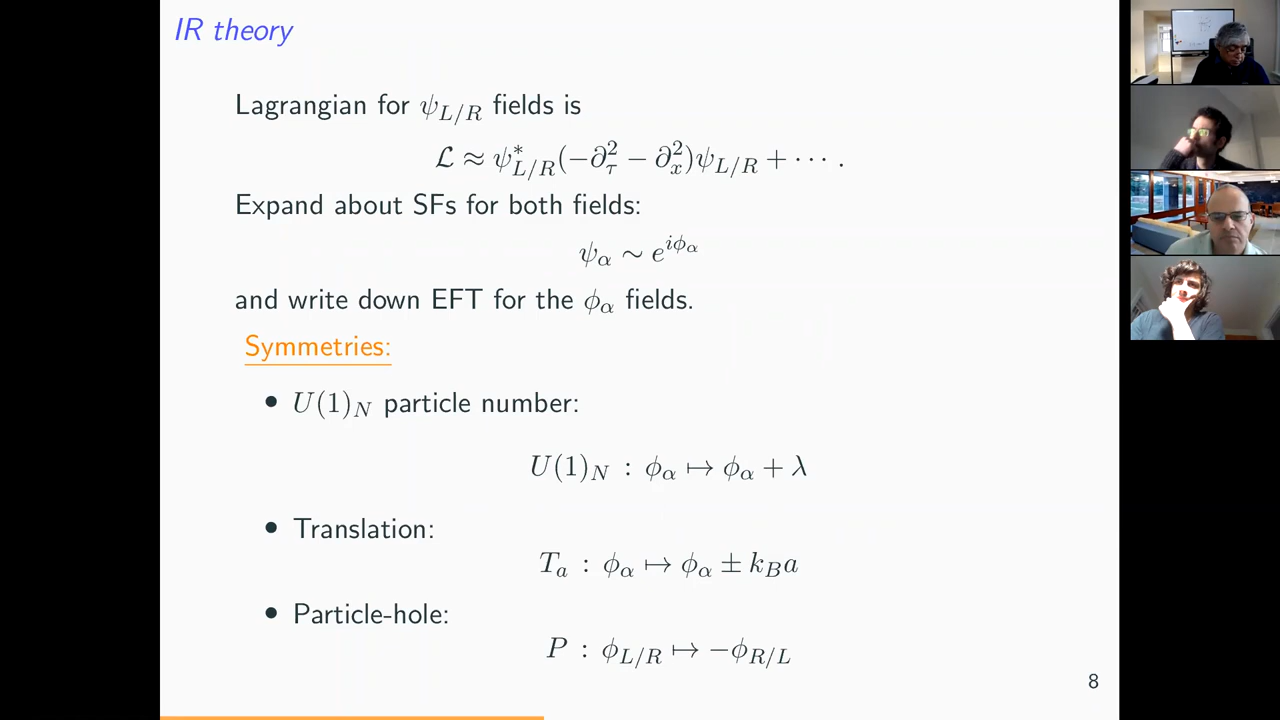 IR theory
Lagrangian for ψ_{L/R} fields is
ℒ ≈ ψ*_{L/R}(−∂_τ² − ∂_x²)ψ_{L/R} + ⋯ .
Expand about SFs for both fields:
ψ_α ∼ e^{iϕ_α}
and write down EFT for the ϕ_α fields.
Symmetries:
• U(1)_N particle number:
U(1)_N : ϕ_α ↦ ϕ_α + λ
• Translation:
T_a : ϕ_α ↦ ϕ_α ± k_B a
• Particle-hole:
P : ϕ_{L/R} ↦ −ϕ_{R/L}
8